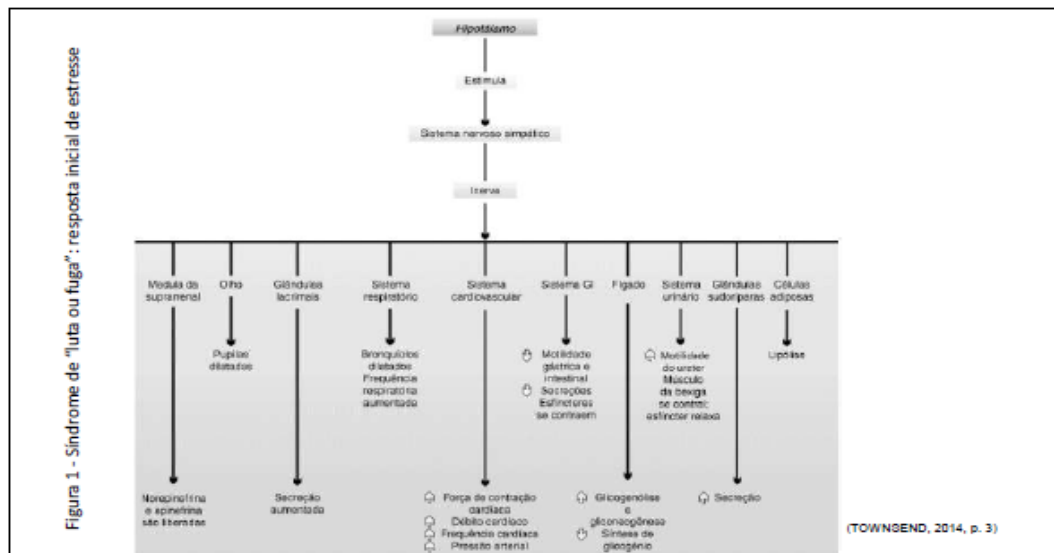 Figura 1 - Síndrome de "luta ou fuga": resposta inicial de estresse
Hipotálamo
Estimula
Sistema nervoso simpático
Inerva
Medula da
supramenal
Olho
Glândulas
lacrimais
Sistema
respiratório
Sistema
cardiovascular
Sistema GI
Fígado
Sistema
urinário
Glândulas
sudoríparas
Células
adiposas
Pupilas
dilatadas
Bronquíolos
dilatados
Frequência
respiratória
aumentada
Motilidade
gástrica e
intestinal
Secreções
Esfíncteres
se contraem
Motilidade
do ureter
Músculo
da bexiga
se contrai;
esfíncter relaxa
Lipólise
Norepinefrina
e epinefrina
são liberadas
Secreção
aumentada
Força de contração
cardíaca
Débito cardíaco
Frequência cardíaca
Pressão arterial
Glicogenólise
e
gliconeogênese
Síntese de
glicogênio
Secreção
(TOWNSEND, 2014, p. 3)